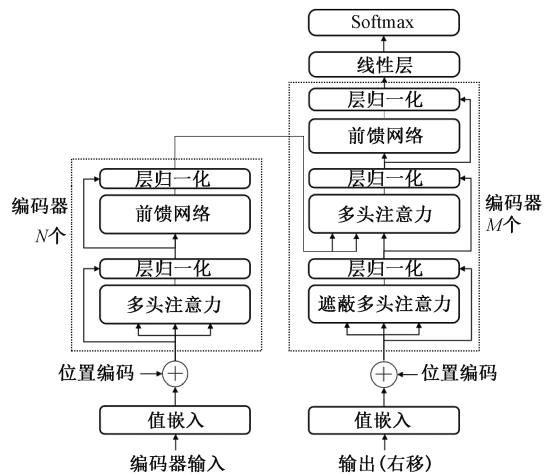 Softmax
线性层
层归一化
前馈网络
层归一化
多头注意力
层归一化
遮蔽多头注意力
编码器
M个
位置编码
值嵌入
输出(右移)
层归一化
前馈网络
层归一化
多头注意力
编码器
N个
位置编码
值嵌入
编码器输入